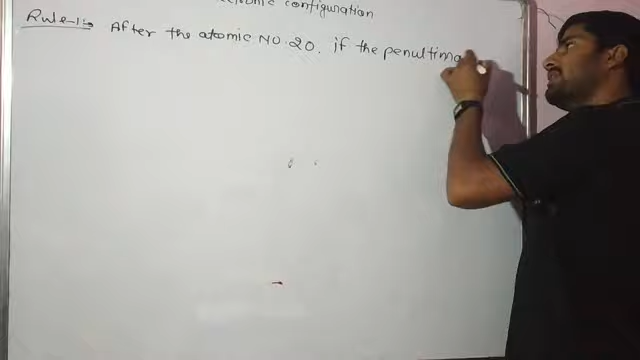 configuration
Rule-1:- After the atomic NO 20. if the penultima